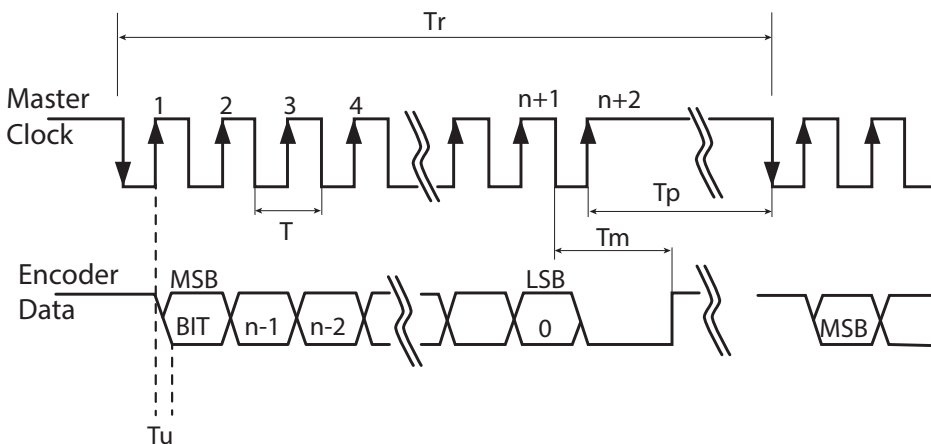 Tr
Master
Clock
1 2 3 4 n+1 n+2
T
Tp
Tm
Encoder
Data
MSB LSB
BIT n-1 n-2 0 MSB
Tu